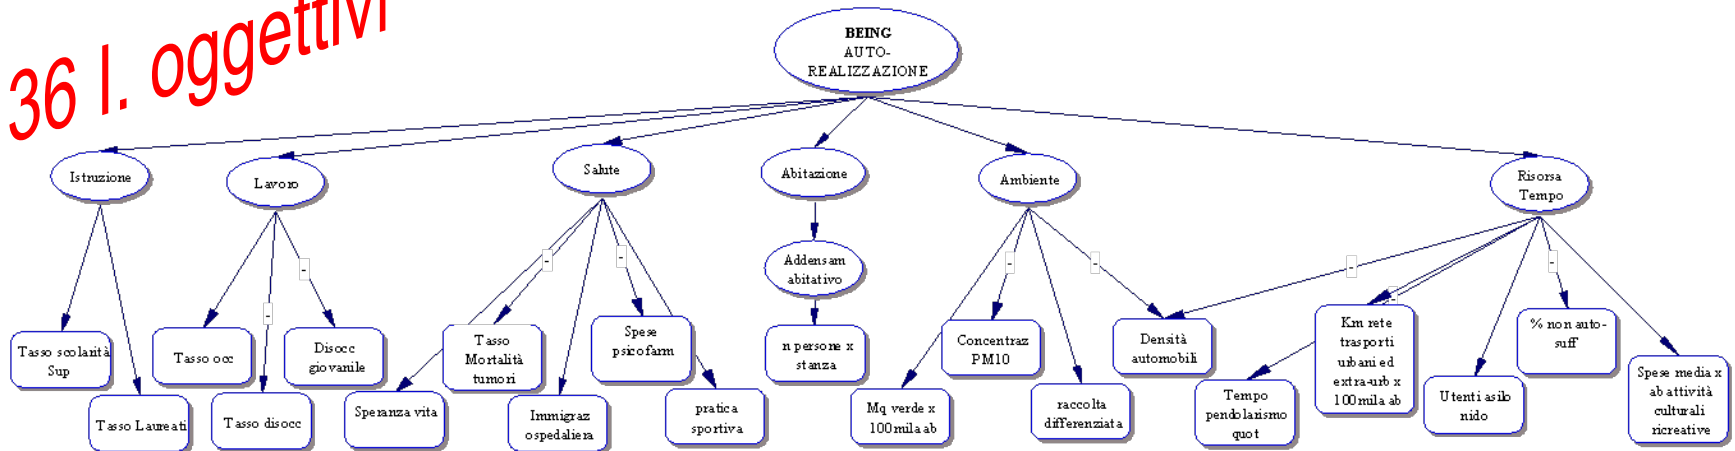 36 I. oggettivi
BEING
AUTO-
REALIZZAZIONE
Istruzione
Lavoro
Salute
Abitazione
Ambiente
Risorsa
Tempo
Addensam
abitativo
-
-
-
-
-
-
-
-
-
Tasso scolarità
Sup
Tasso Laureati
Tasso occ
Tasso disocc
Disocc
giovanile
Speranza vita
Tasso
Mortalità
tumori
Immigraz
ospedaliera
Spese
psicofarm
pratica
sportiva
n persone x
stanza
Mq verde x
100mila ab
Concentraz
PM10
raccolta
differenziata
Densità
automobili
Tempo
pendolarismo
quot
Km rete
trasporti
urbani ed
extra-urb x
100mila ab
Utenti asilo
nido
% non auto-
suff
Spese media x
ab attività
culturali
ricreative